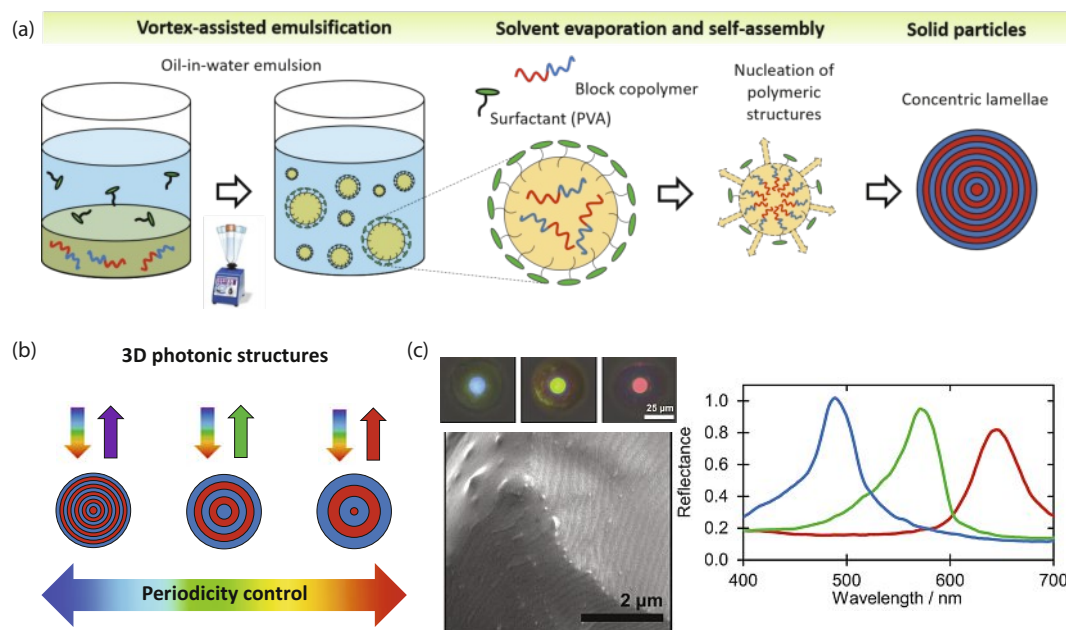 (a)
Vortex-assisted emulsification
Solvent evaporation and self-assembly
Solid particles
Oil-in-water emulsion
Block copolymer
Surfactant (PVA)
Nucleation of
polymeric
structures
Concentric lamellae
(b)
3D photonic structures
Periodicity control
(c)
25 µm
2 µm
Reflectance
1.0
0.8
0.6
0.4
0.2
0.0
400
500
600
700
Wavelength / nm